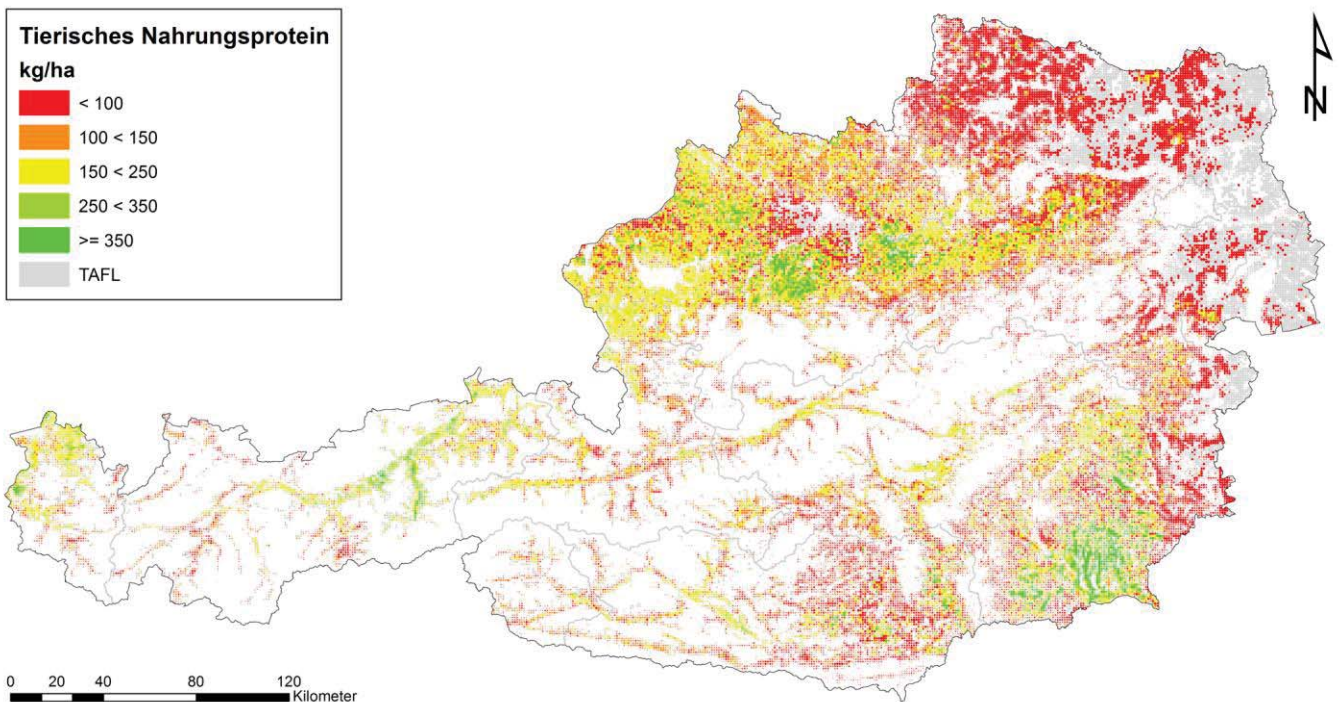 Tierisches Nahrungsprotein
kg/ha
< 100
100 < 150
150 < 250
250 < 350
>= 350
TAFL
N
0 20 40 80 120
Kilometer